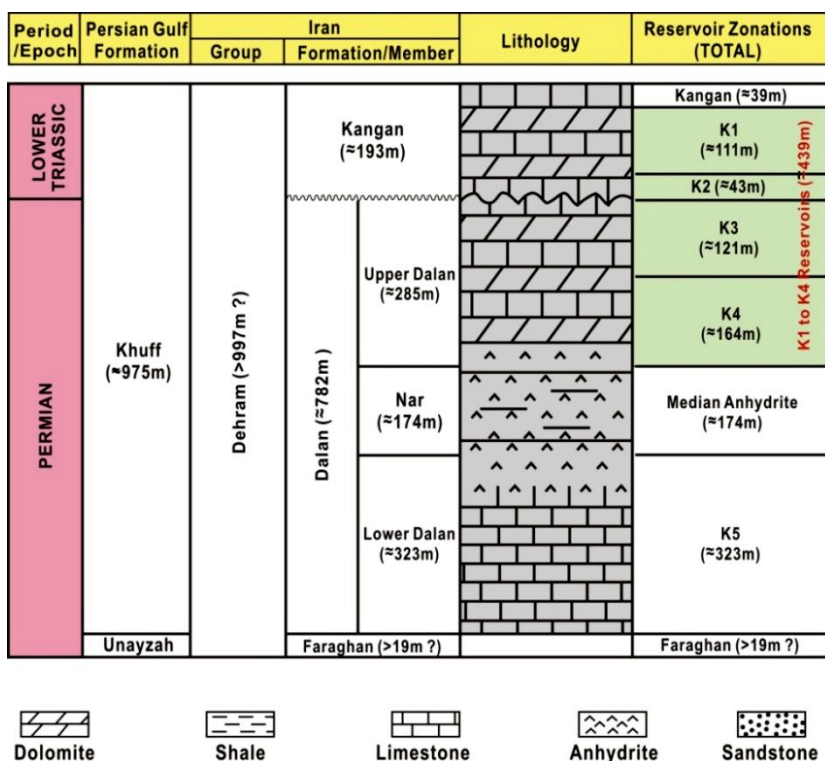 Period
/Epoch
Persian Gulf
Formation
Iran
Group
Formation/Member
Lithology
Reservoir Zonations
(TOTAL)
LOWER
TRIASSIC
PERMIAN
Khuff
(≈975m)
Unayzah
Dehram (>997m ?)
Kangan
(≈193m)
Dalan (≈782m )
Upper Dalan
(≈285m)
Nar
(≈174m)
Lower Dalan
(≈323m)
Faraghan (>19m ?)
Kangan (≈39m)
K1
(≈111m)
K2 (≈43m)
K3
(≈121m)
K4
(≈164m)
K1 to K4 Reservoirs (≈439m)
Median Anhydrite
(≈174m)
K5
(≈323m)
Faraghan (>19m ?)
Dolomite
Shale
Limestone
Anhydrite
Sandstone